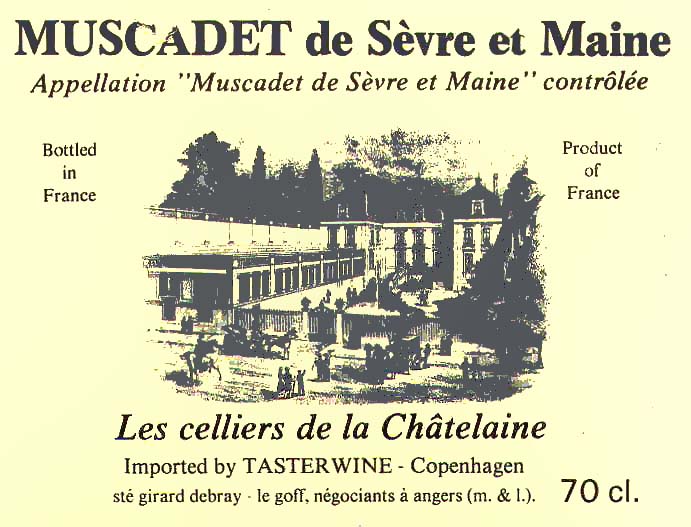 MUSCADET de Sèvre et Maine
Appellation "Muscadet de Sèvre et Maine" contrôlée
Bottled
in
France
Product
of
France
Les celliers de la Châtelaine
Imported by TASTERWINE - Copenhagen
sté girard debray - le goff, négociants à angers (m. & l.).
70 cl.